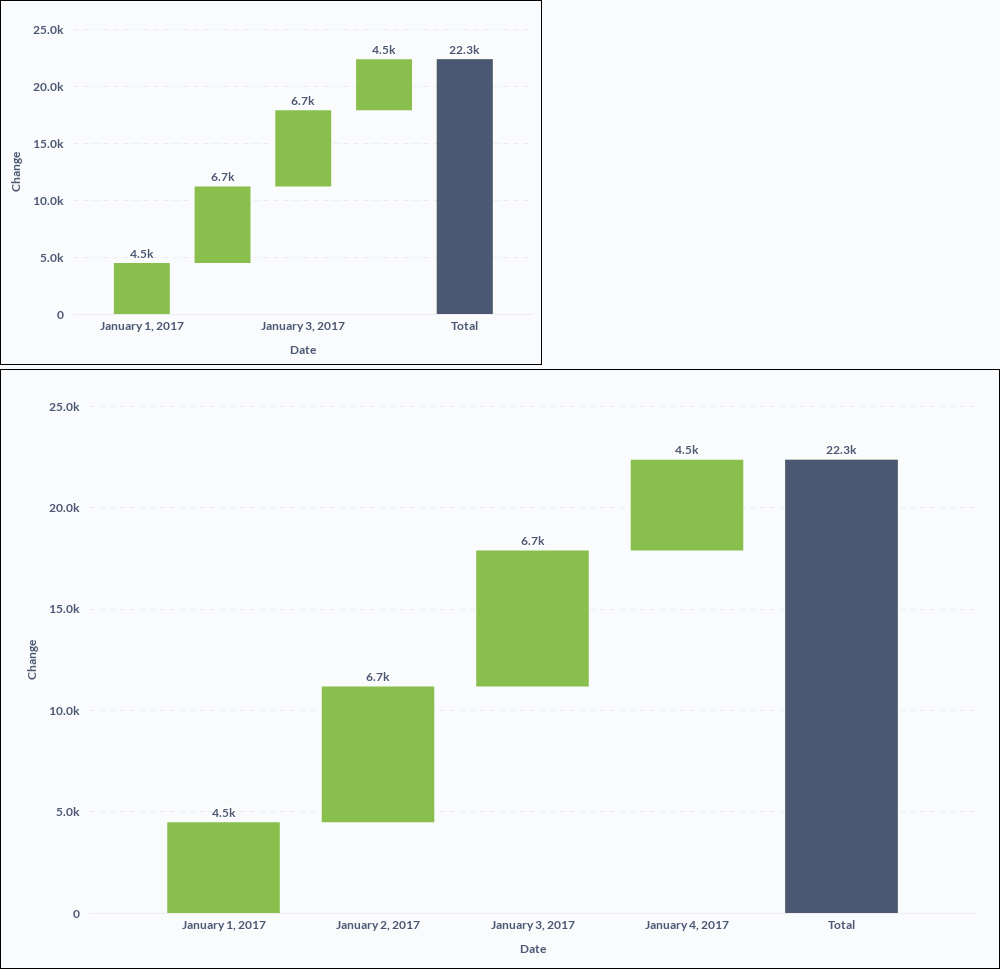 25.0k
4.5k 22.3k
20.0k
6.7k
15.0k
Change
6.7k
10.0k
5.0k
4.5k
0
January 1, 2017 January 3, 2017 Total
Date
25.0k
4.5k 22.3k
20.0k
6.7k
15.0k
Change
6.7k
10.0k
5.0k
4.5k
0
January 1, 2017 January 2, 2017 January 3, 2017 January 4, 2017 Total
Date